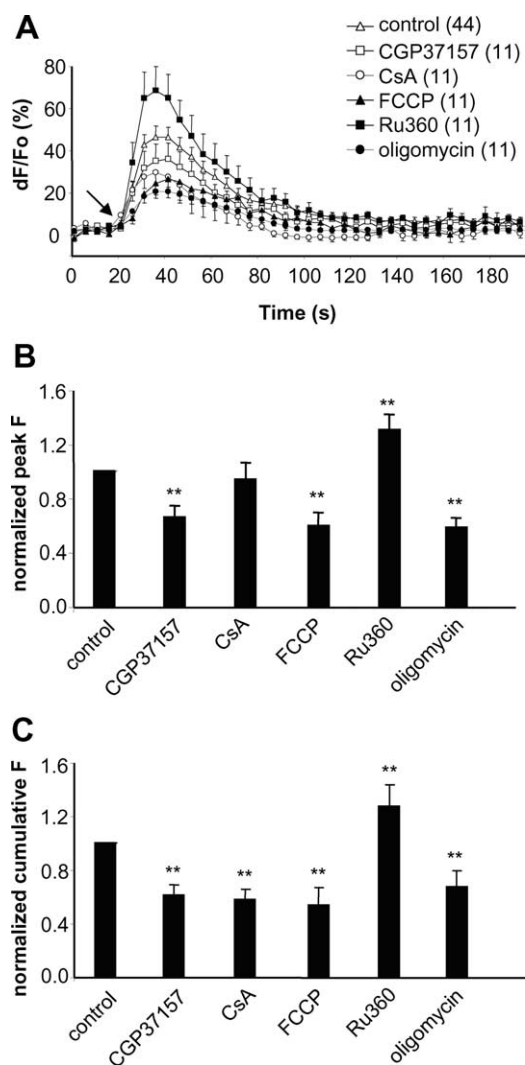 A
control (44)
CGP37157 (11)
CsA (11)
FCCP (11)
Ru360 (11)
oligomycin (11)
dF/Fo (%)
80
60
40
20
0
0 20 40 60 80 100 120 140 160 180
Time (s)
B
normalized peak F
1.6
1.2
0.8
0.4
0.0
** ** ** **
control CGP37157 CsA FCCP Ru360 oligomycin
C
normalized cumulative F
1.6
1.2
0.8
0.4
0.0
** ** ** ** **
control CGP37157 CsA FCCP Ru360 oligomycin